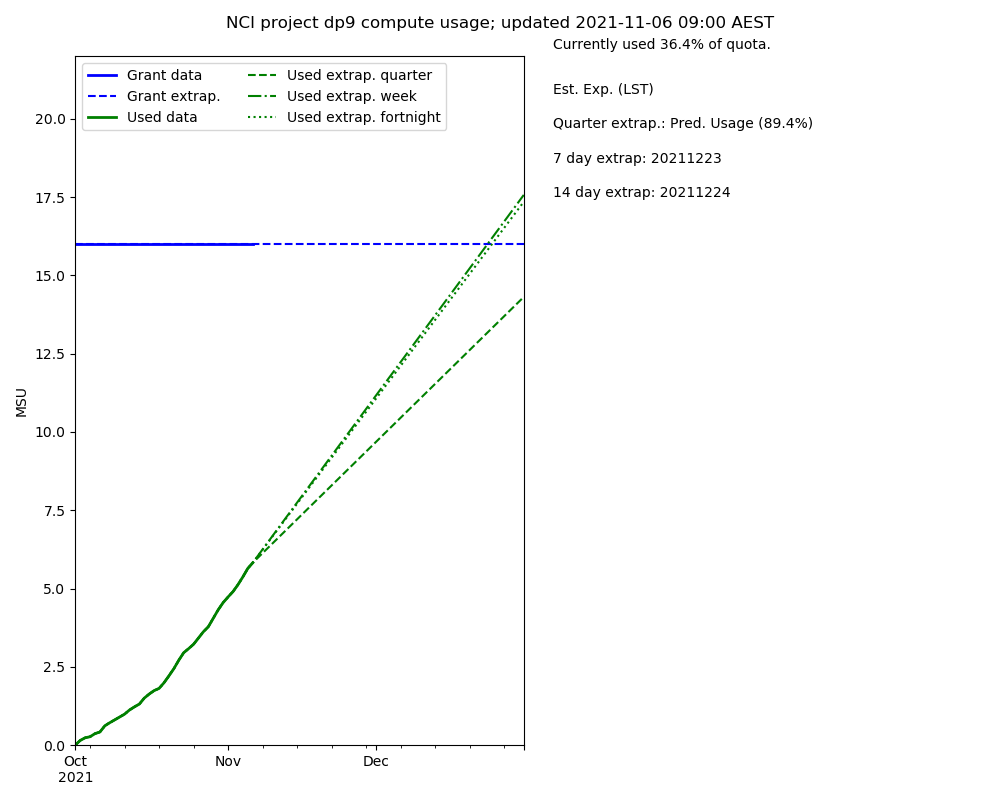 NCI project dp9 compute usage; updated 2021-11-06 09:00 AEST
Currently used 36.4% of quota.
Est. Exp. (LST)
Quarter extrap.: Pred. Usage (89.4%)
7 day extrap: 20211223
14 day extrap: 20211224
Grant data
Grant extrap.
Used data
Used extrap. quarter
Used extrap. week
Used extrap. fortnight
MSU
20.0
17.5
15.0
12.5
10.0
7.5
5.0
2.5
0.0
Oct
2021
Nov
Dec